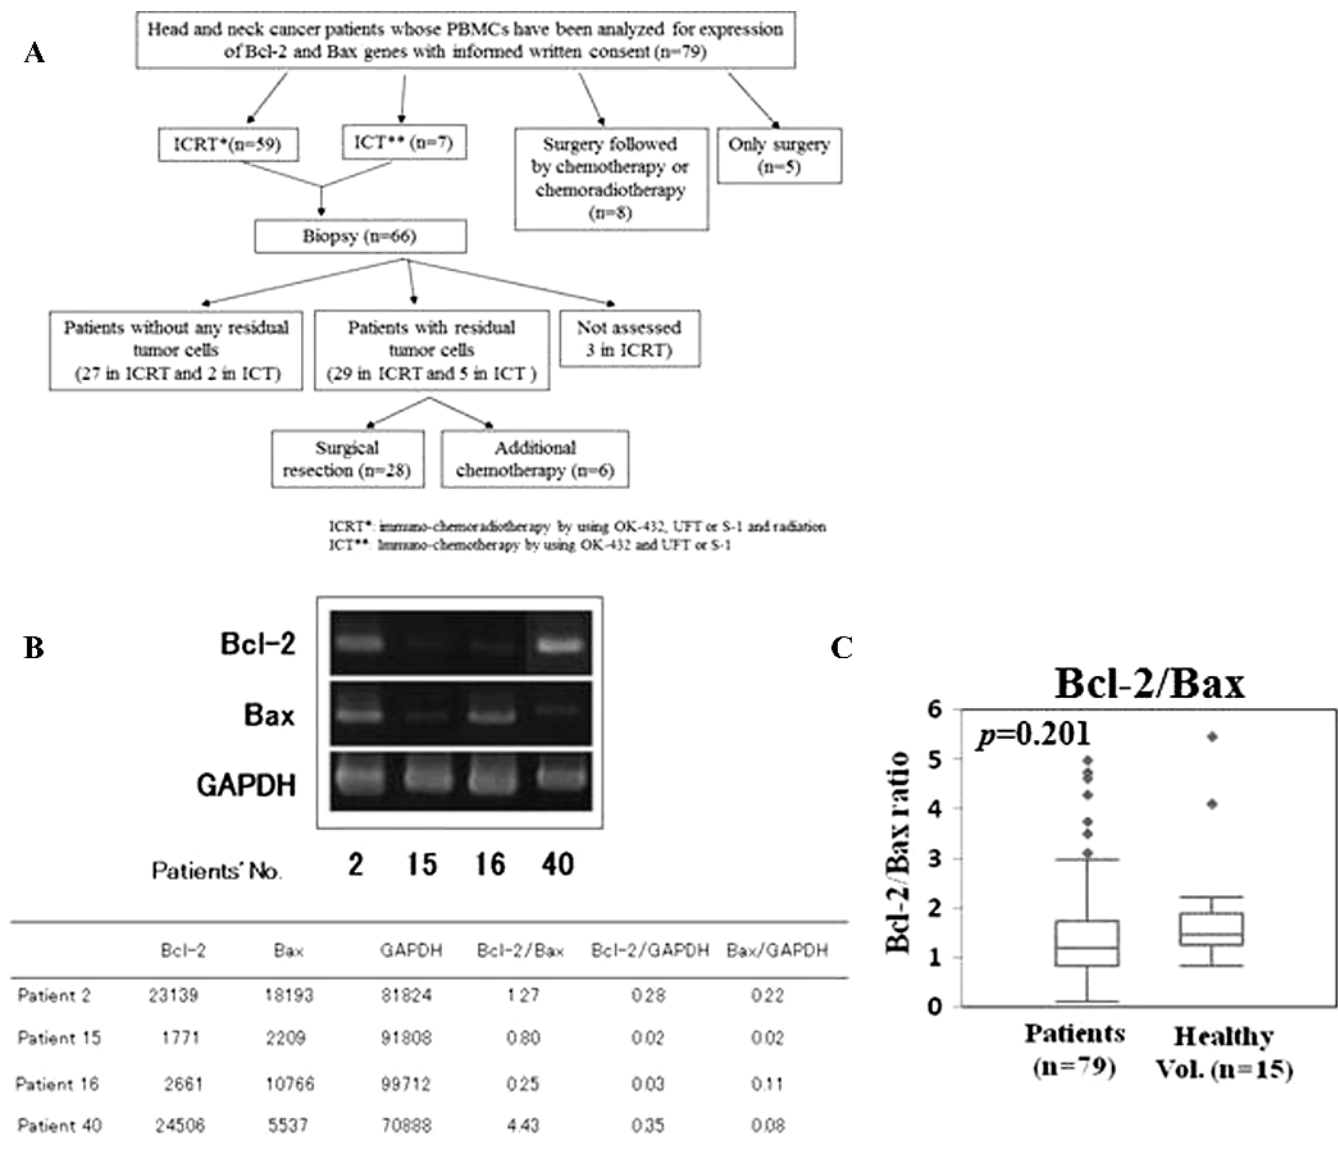 A
Head and neck cancer patients whose PBMCs have been analyzed for expression
of Bcl-2 and Bax genes with informed written consent (n=79)
ICRT*(n=59)
ICT** (n=7)
Surgery followed
by chemotherapy or
chemoradiotherapy
(n=8)
Only surgery
(n=5)
Biopsy (n=66)
Patients without any residual
tumor cells
(27 in ICRT and 2 in ICT)
Patients with residual
tumor cells
(29 in ICRT and 5 in ICT )
Not assessed
3 in ICRT)
Surgical
resection (n=28)
Additional
chemotherapy (n=6)
ICRT*: immuno-chemoradiotherapy by using OK-432, UFT or S-1 and radiation
ICT**: Immuno-chemotherapy by using OK-432 and UFT or S-1
B
Bcl-2
Bax
GAPDH
Patients' No. 2 15 16 40
Bcl-2 Bax GAPDH Bcl-2/Bax Bcl-2/GAPDH Bax/GAPDH
Patient 2 23139 18193 81824 1.27 0.28 0.22
Patient 15 1771 2209 91808 0.80 0.02 0.02
Patient 16 2661 10766 99712 0.25 0.03 0.11
Patient 40 24506 5537 70888 4.43 0.35 0.08
C
Bcl-2/Bax
p=0.201
Bcl-2/Bax ratio
6
5
4
3
2
1
0
Patients
(n=79)
Healthy
Vol. (n=15)